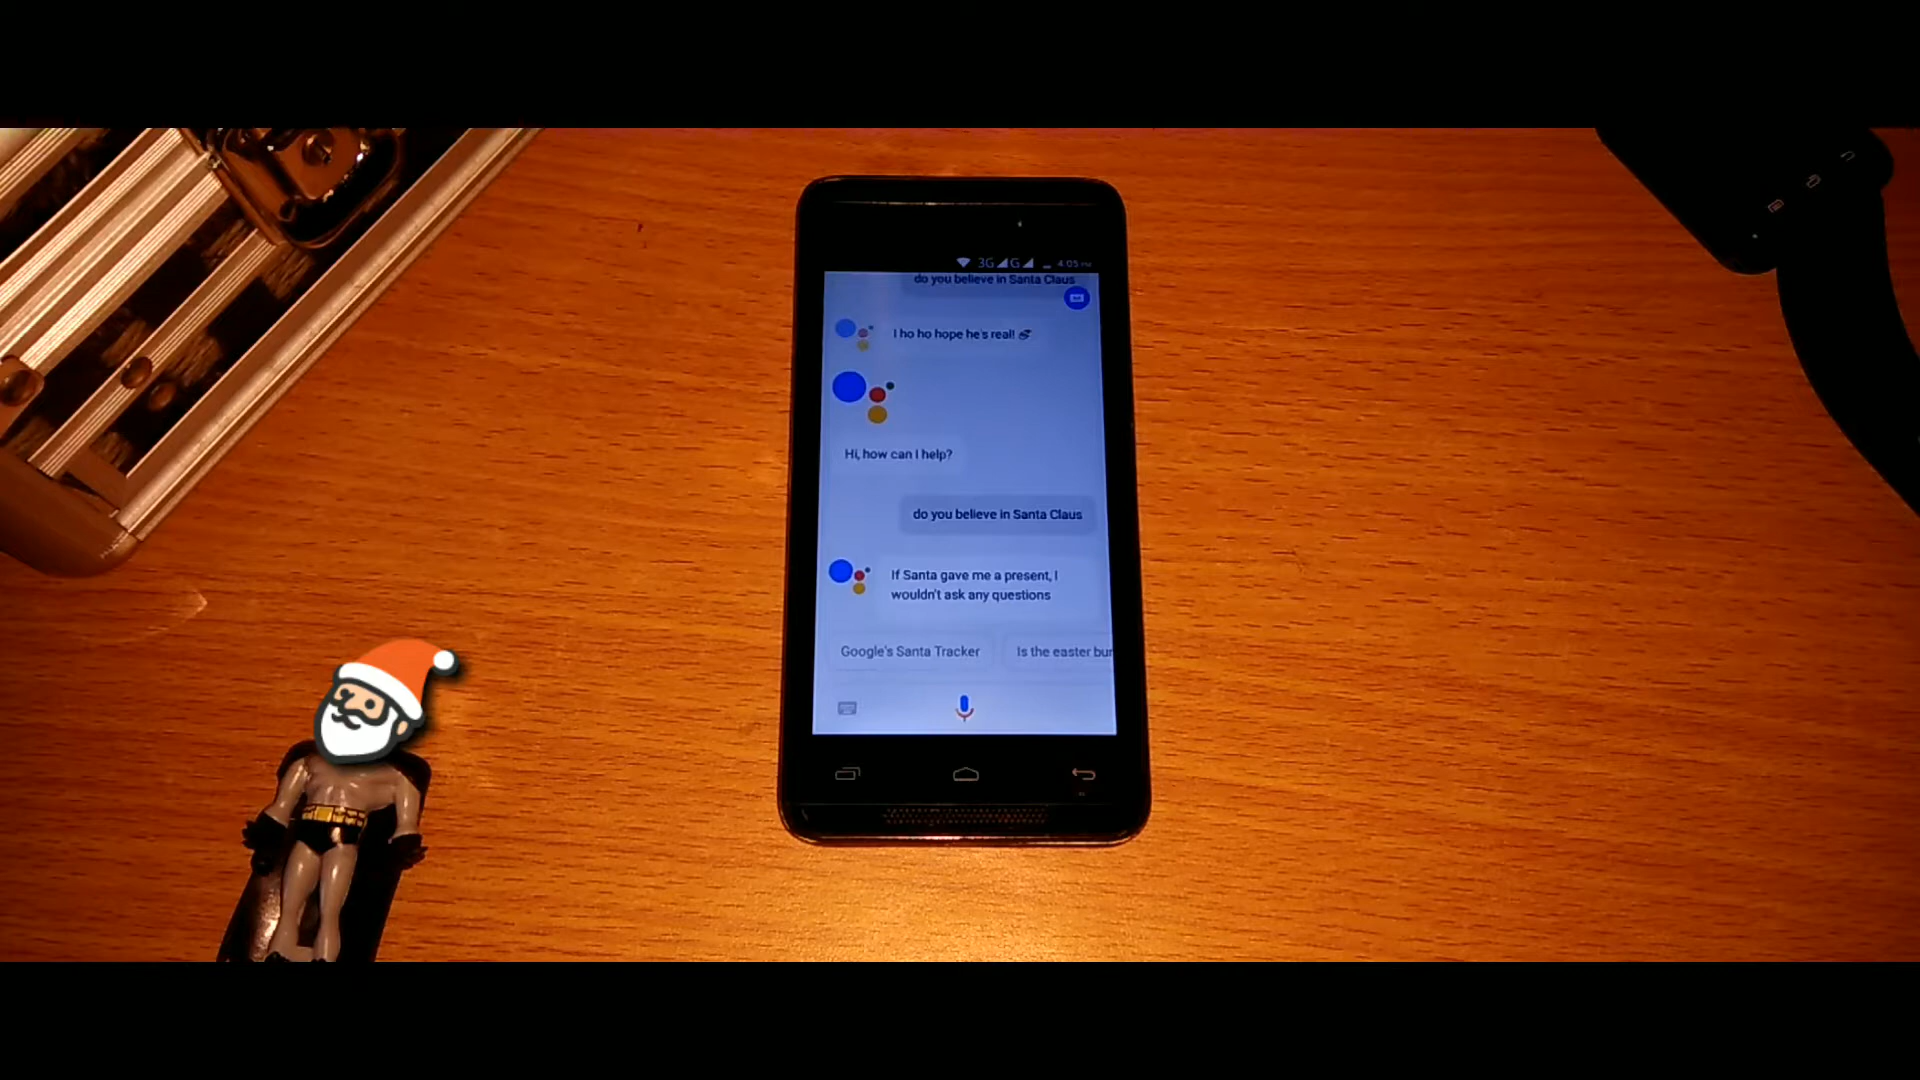 3G G 4:05 PM
do you believe in Santa Claus
I ho ho hope he's real!
Hi, how can I help?
do you believe in Santa Claus
If Santa gave me a present, I
wouldn't ask any questions
Google's Santa Tracker Is the easter bun